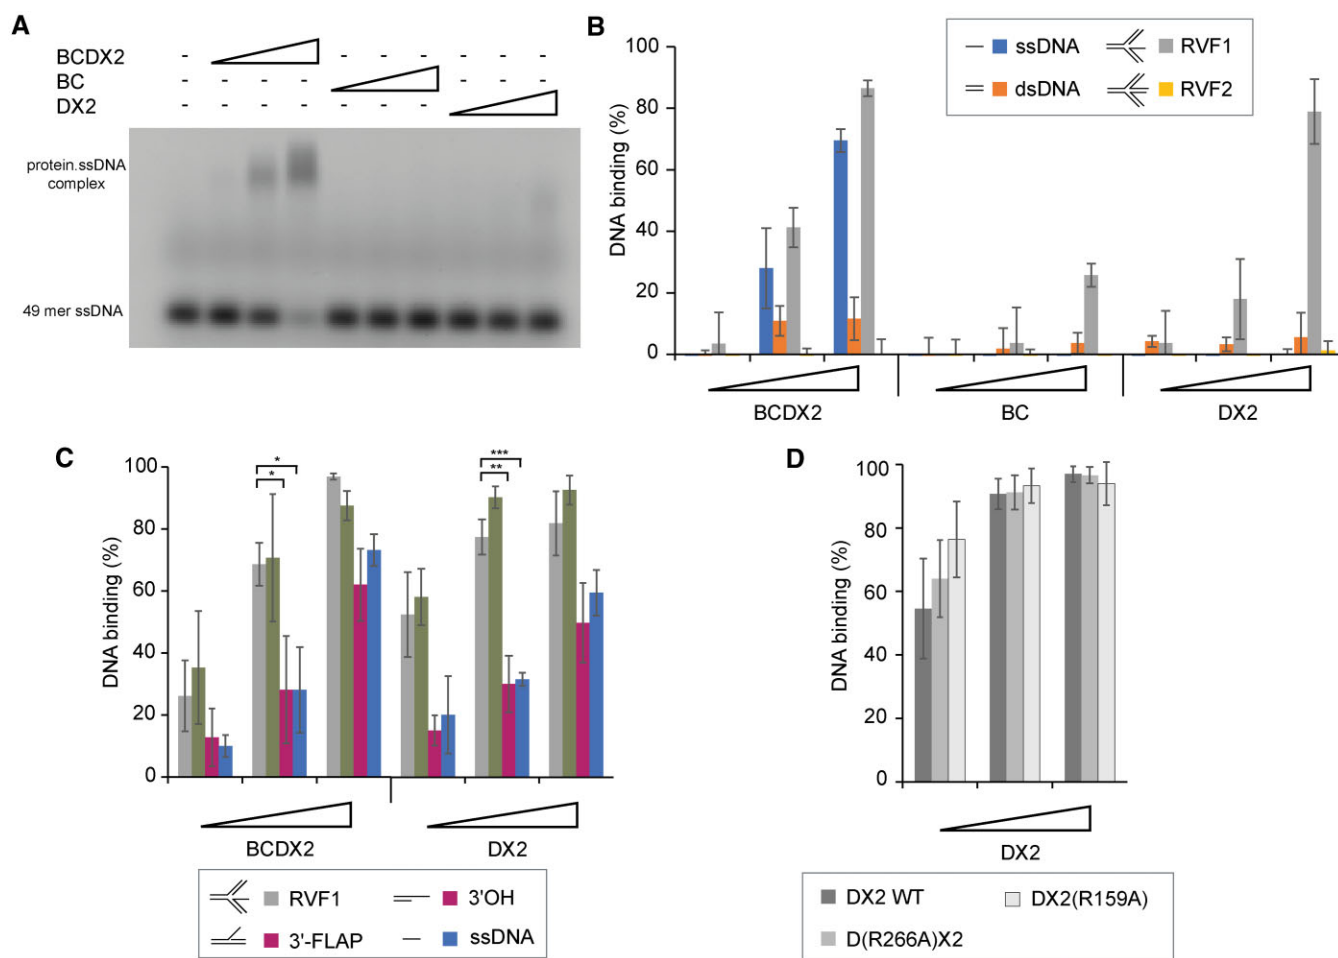 A
BCDX2 - - - - - - -
BC - - - - - - -
DX2 - - - - - - -
protein.ssDNA
complex
49 mer ssDNA
B
ssDNA RVF1
dsDNA RVF2
DNA binding (%)
100
80
60
40
20
0
BCDX2 BC DX2
C
DNA binding (%)
100
80
60
40
20
0
* *
*** **
BCDX2 DX2
RVF1 3'OH
3'-FLAP ssDNA
D
DNA binding (%)
100
80
60
40
20
0
DX2
DX2 WT DX2(R159A)
D(R266A)X2